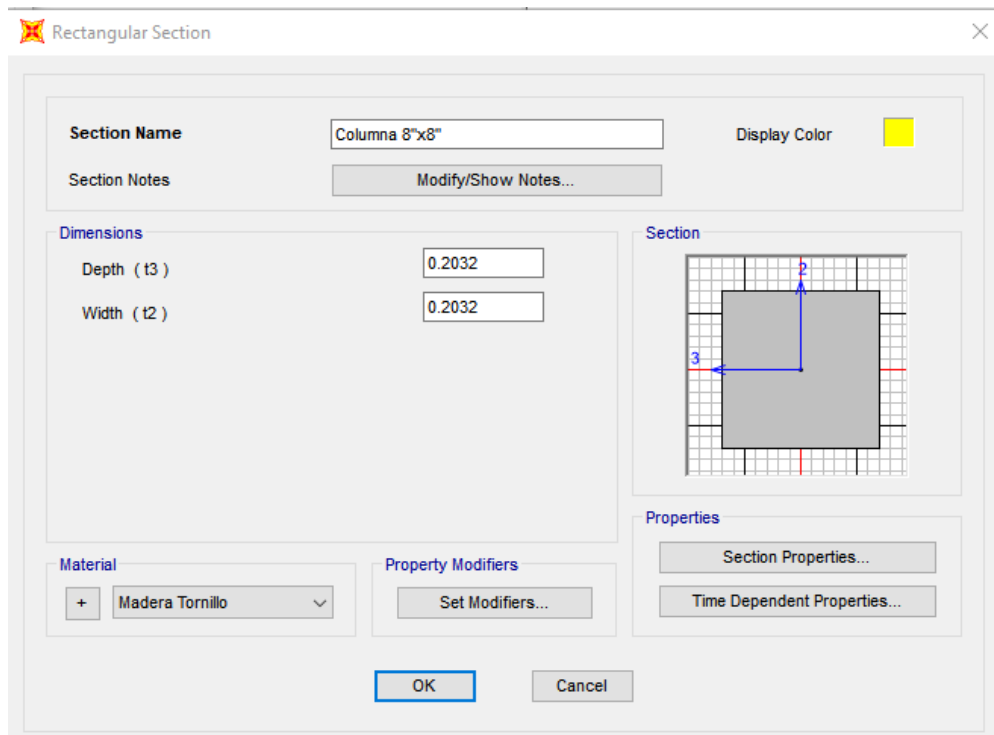 Rectangular Section
Section Name
Columna 8"x8"
Display Color
Section Notes
Modify/Show Notes...
Dimensions
Depth ( t3 )
0.2032
Width ( t2 )
0.2032
Section
2
3
Properties
Section Properties...
Time Dependent Properties...
Material
+
Madera Tornillo
Property Modifiers
Set Modifiers...
OK
Cancel